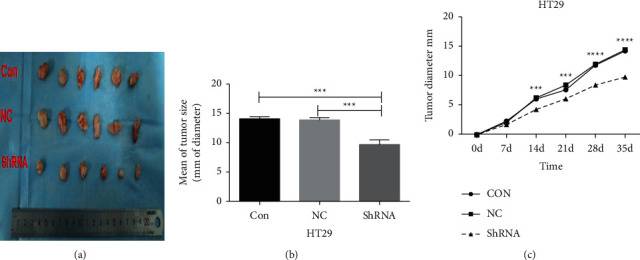 Con
NC
ShRNA
(a)
Mean of tumor size
(mm of diameter)
20
15
10
5
0
***
***
Con NC ShRNA
HT29
(b)
HT29
Tumor diameter mm
20
15
10
5
0
***
***
****
****
0d 7d 14d 21d 28d 35d
Time
CON
NC
ShRNA
(c)